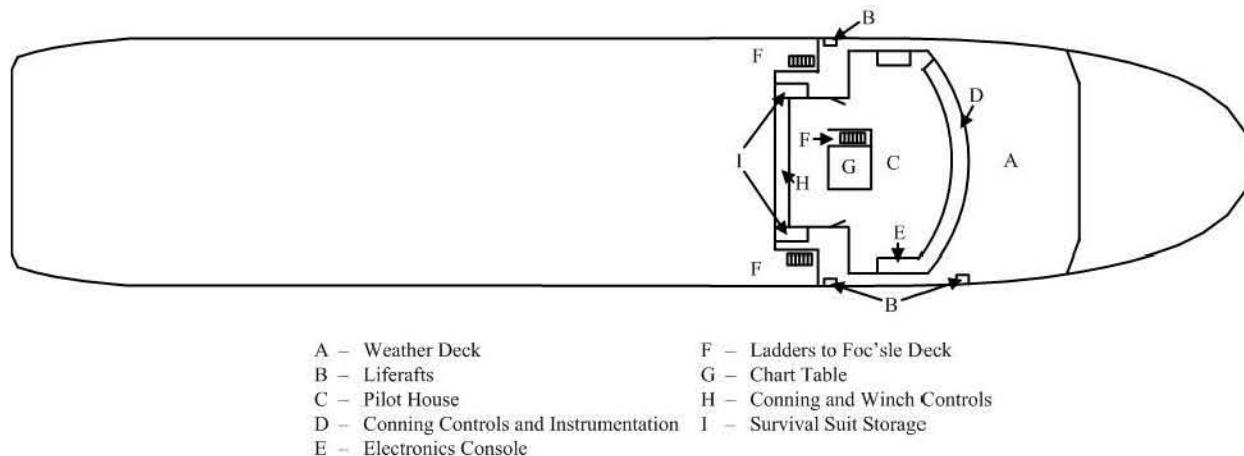 B
F
D
F
I
G
C
A
H
E
F
B
A – Weather Deck
B – Liferafts
C – Pilot House
D – Conning Controls and Instrumentation
E – Electronics Console
F – Ladders to Foc'sle Deck
G – Chart Table
H – Conning and Winch Controls
I – Survival Suit Storage